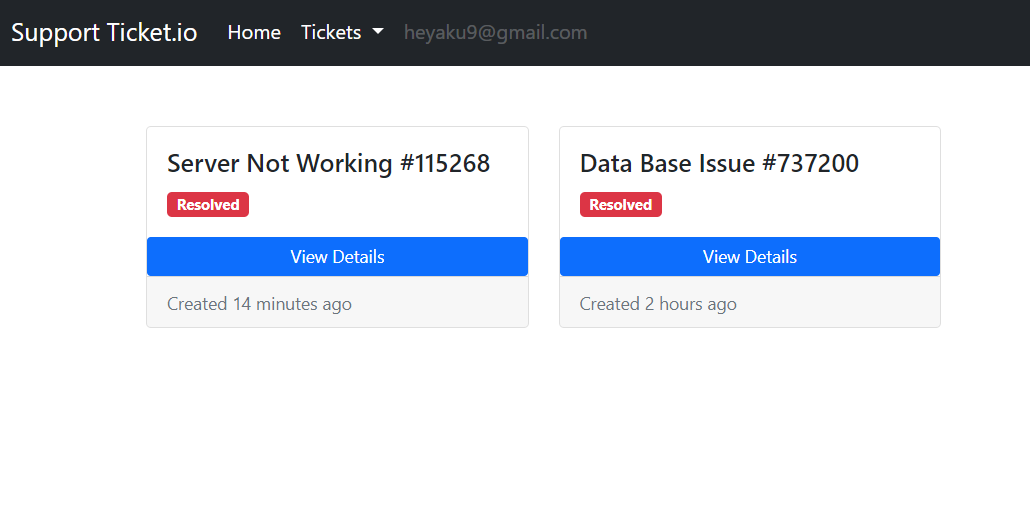 Support Ticket.io Home Tickets heyaku9@gmail.com
Server Not Working #115268
Resolved
View Details
Created 14 minutes ago
Data Base Issue #737200
Resolved
View Details
Created 2 hours ago